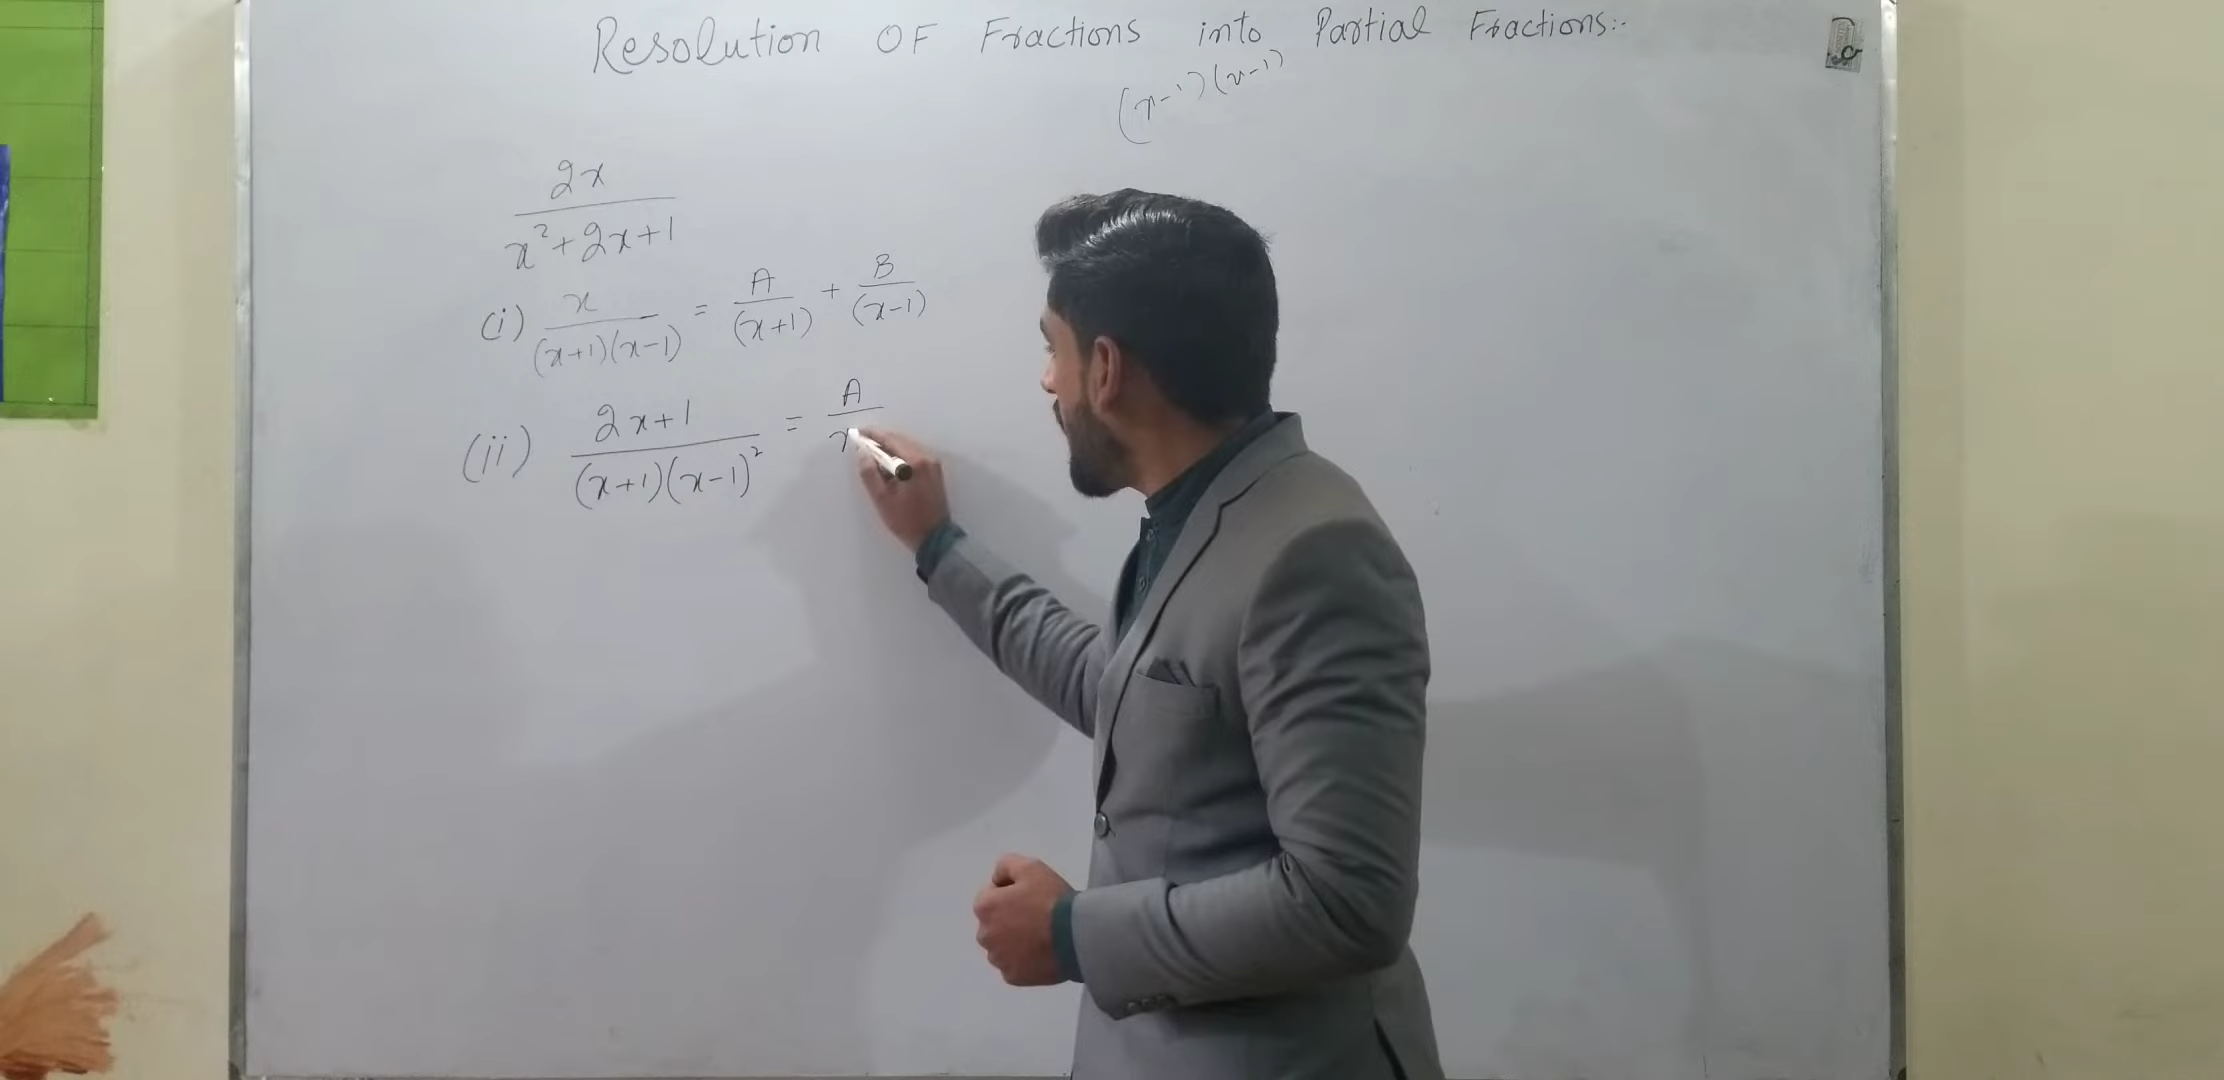 Resolution OF Fractions into Partial Fractions:-
(x-1)(x-1)
2x
x²+2x+1
(i) x/(x+1)(x-1) = A/(x+1) + B/(x-1)
(ii) 2x+1/(x+1)(x-1)² = A/x